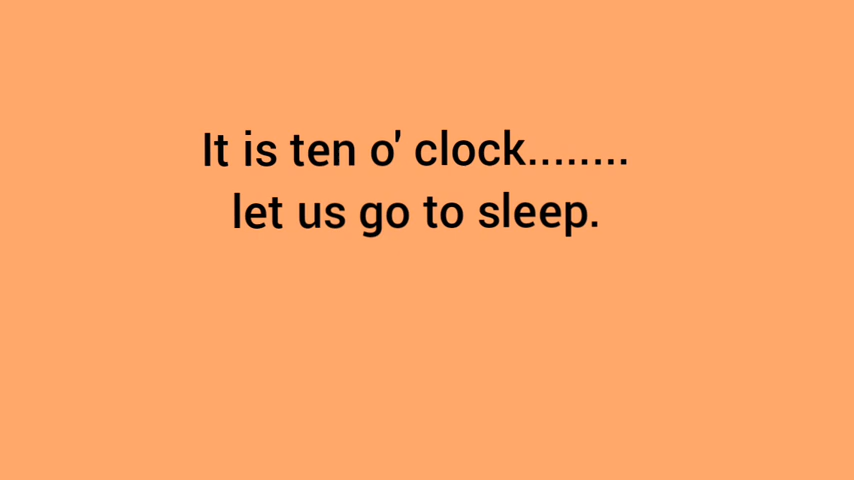 It is ten o' clock........
let us go to sleep.